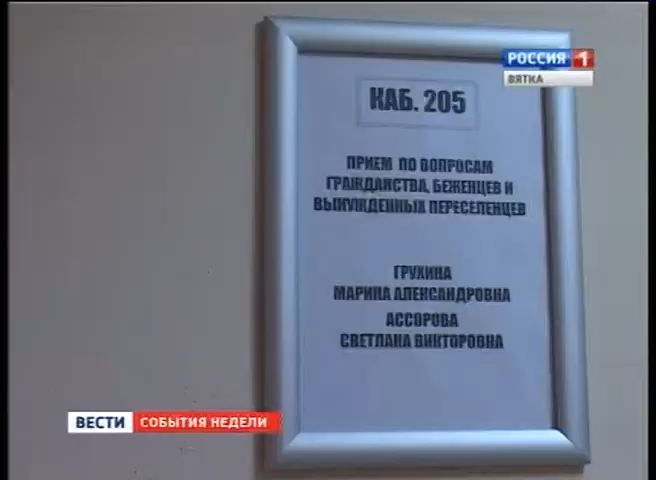 РОССИЯ 1
ВЯТКА
КАБ. 205
ПРИЕМ ПО ВОПРОСАМ
ГРАЖДАНСТВА, БЕЖЕНЦЕВ И
ВЫНУЖДЕННЫХ ПЕРЕСЕЛЕНЦЕВ
ГРУХИНА
МАРИНА АЛЕКСАНДРОВНА
АССОРОВА
СВЕТЛАНА ВИКТОРОВНА
ВЕСТИ СОБЫТИЯ НЕДЕЛИ